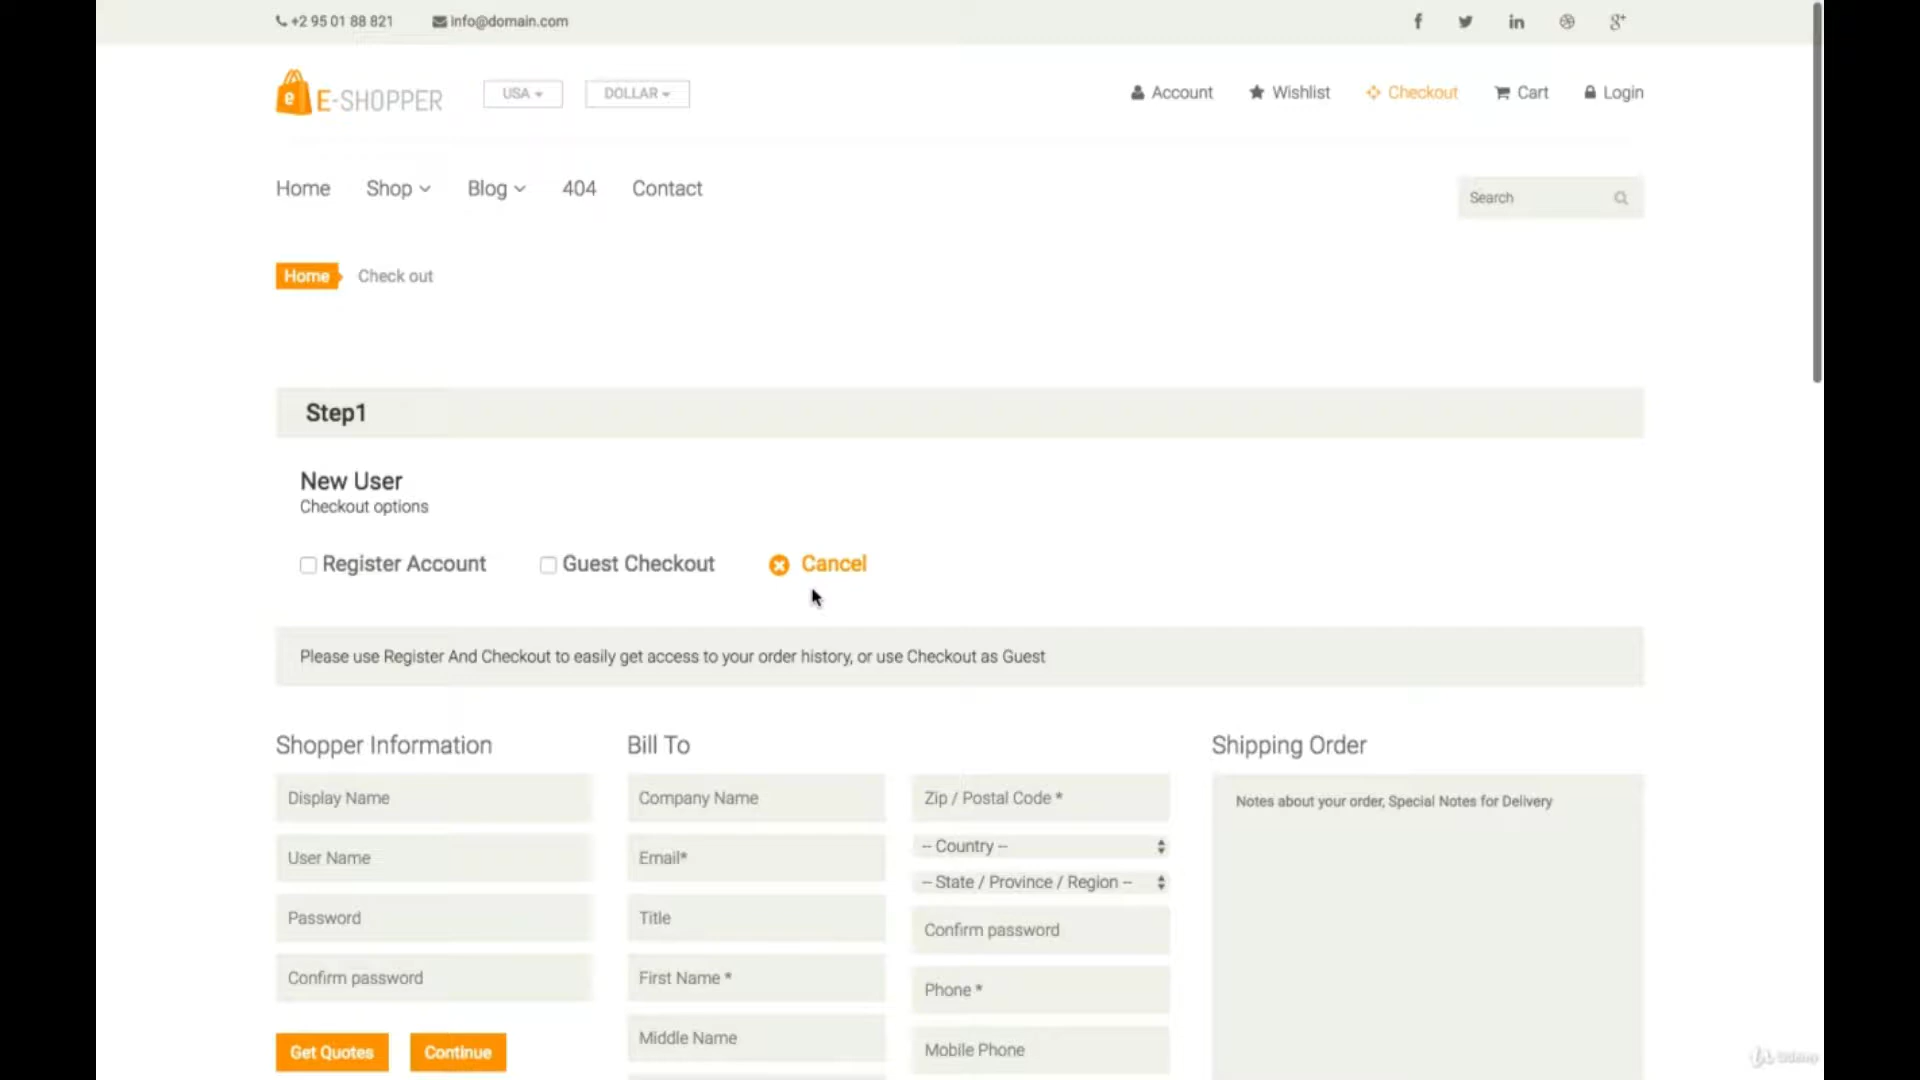 +2 95 01 88 821 info@domain.com
E-SHOPPER USA DOLLAR Account Wishlist Checkout Cart Login
Home Shop Blog 404 Contact Search
Home Check out
Step1
New User
Checkout options
Register Account Guest Checkout Cancel
Please use Register And Checkout to easily get access to your order history, or use Checkout as Guest
Shopper Information
Display Name
User Name
Password
Confirm password
Get Quotes Continue
Bill To
Company Name
Email*
Title
First Name *
Middle Name
Zip / Postal Code *
-- Country --
-- State / Province / Region --
Confirm password
Phone *
Mobile Phone
Shipping Order
Notes about your order, Special Notes for Delivery
Udemy